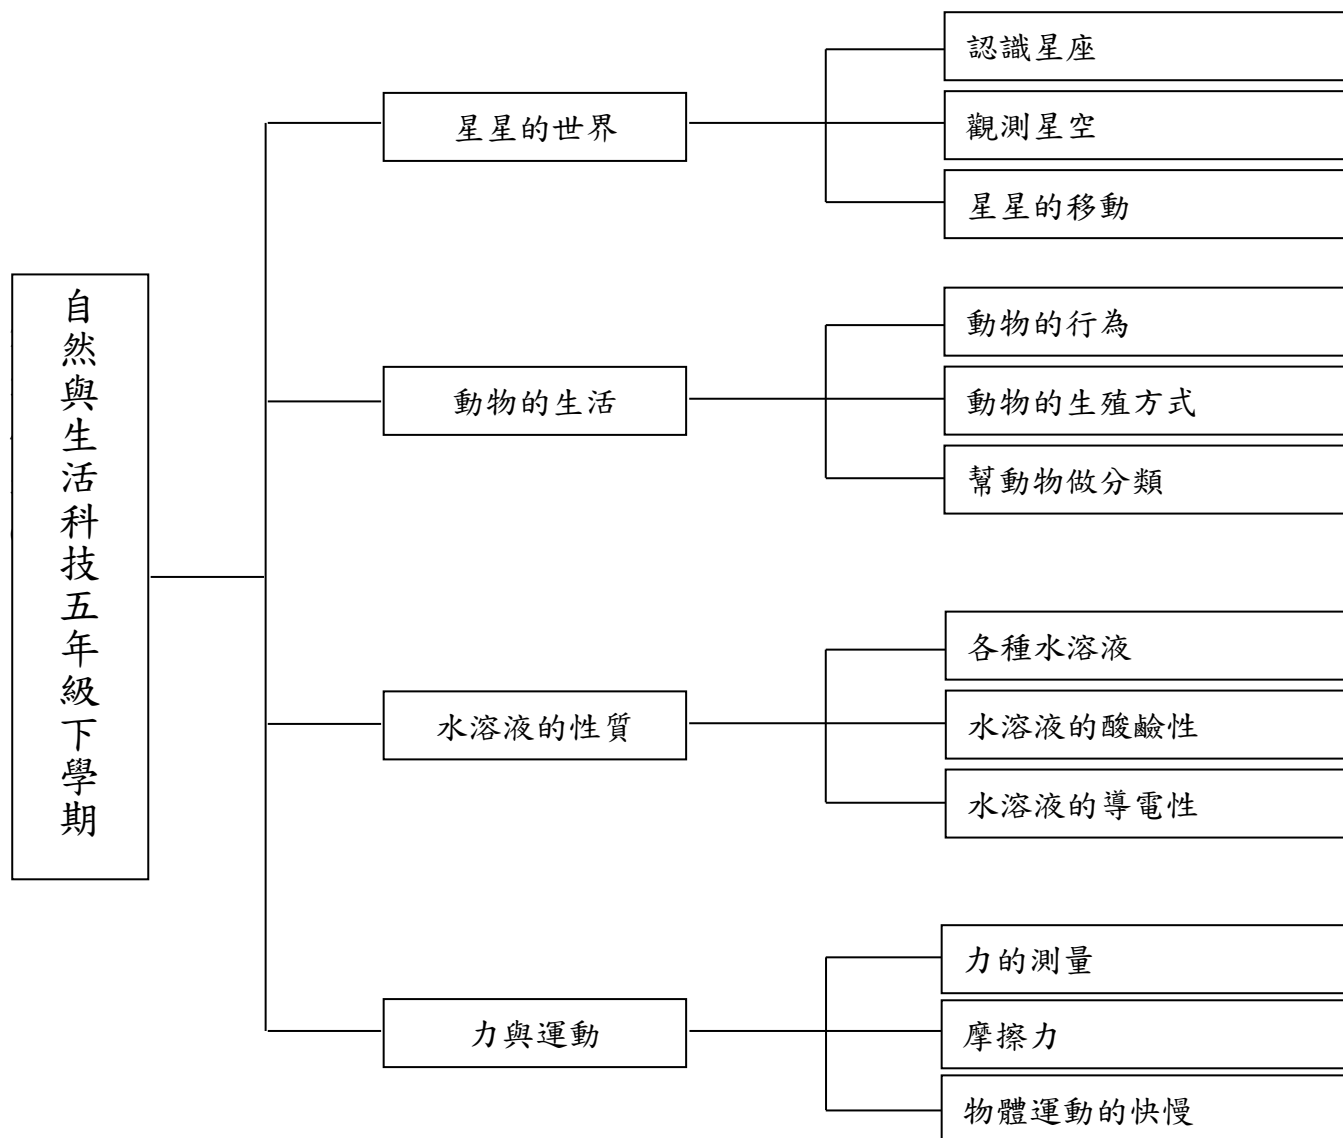 自然與生活科技五年級下學期
星星的世界
認識星座
觀測星空
星星的移動
動物的生活
動物的行為
動物的生殖方式
幫動物做分類
水溶液的性質
各種水溶液
水溶液的酸鹼性
水溶液的導電性
力與運動
力的測量
摩擦力
物體運動的快慢